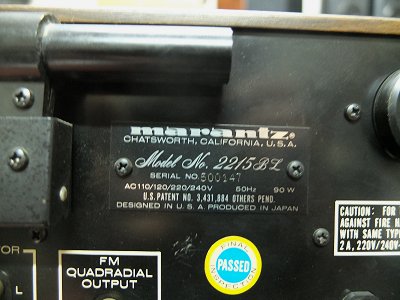 marantz.
CHATSWORTH, CALIFORNIA, U.S.A.
Model No. 2215BL
SERIAL NO. 500147
AC110/120/220/240V 50Hz 90W
U.S. PATENT NO. 3,431,884 OTHERS PEND.
DESIGNED IN U.S.A. PRODUCED IN JAPAN
CAUTION: FOR
AGAINST FIRE
WITH SAME TYP
2A, 220V/240V-
FM
QUADRADIAL
OUTPUT
L
FINAL
PASSED
INSPECTION